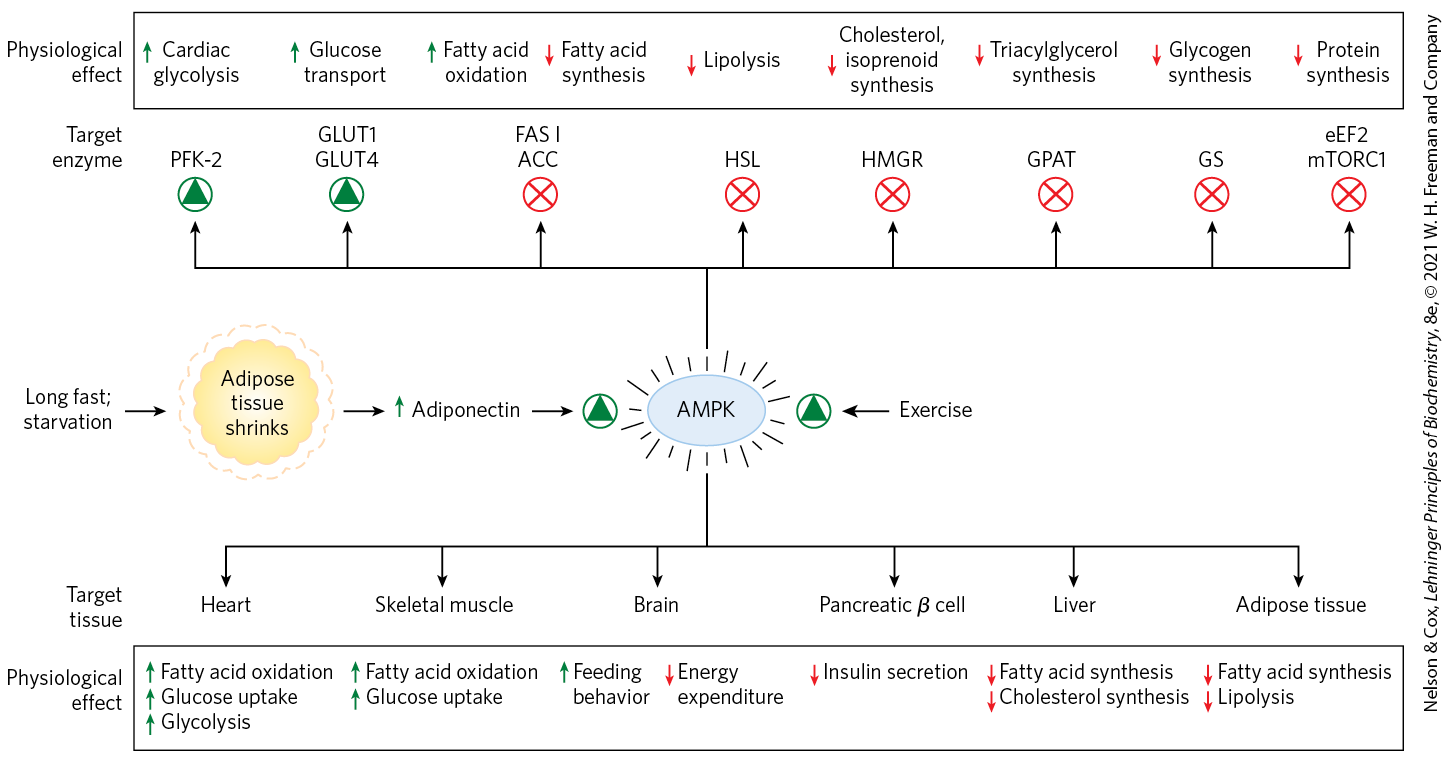 Physiological effect
↑ Cardiac glycolysis
↑ Glucose transport
↑ Fatty acid oxidation
↓ Fatty acid synthesis
↓ Lipolysis
↓ Cholesterol, isoprenoid synthesis
↓ Triacylglycerol synthesis
↓ Glycogen synthesis
↓ Protein synthesis
Target enzyme
PFK-2
GLUT1
GLUT4
FAS I
ACC
HSL
HMGR
GPAT
GS
eEF2
mTORC1
Long fast;
starvation
Adipose
tissue
shrinks
↑ Adiponectin
AMPK
Exercise
Target
tissue
Heart
Skeletal muscle
Brain
Pancreatic β cell
Liver
Adipose tissue
Physiological
effect
↑ Fatty acid oxidation
↑ Glucose uptake
↑ Glycolysis
↑ Fatty acid oxidation
↑ Glucose uptake
↑ Feeding
behavior
↓ Energy
expenditure
↓ Insulin secretion
↓ Fatty acid synthesis
↓ Cholesterol synthesis
↓ Fatty acid synthesis
↓ Lipolysis
Nelson & Cox, Lehninger Principles of Biochemistry, 8e, © 2021 W. H. Freeman and Company